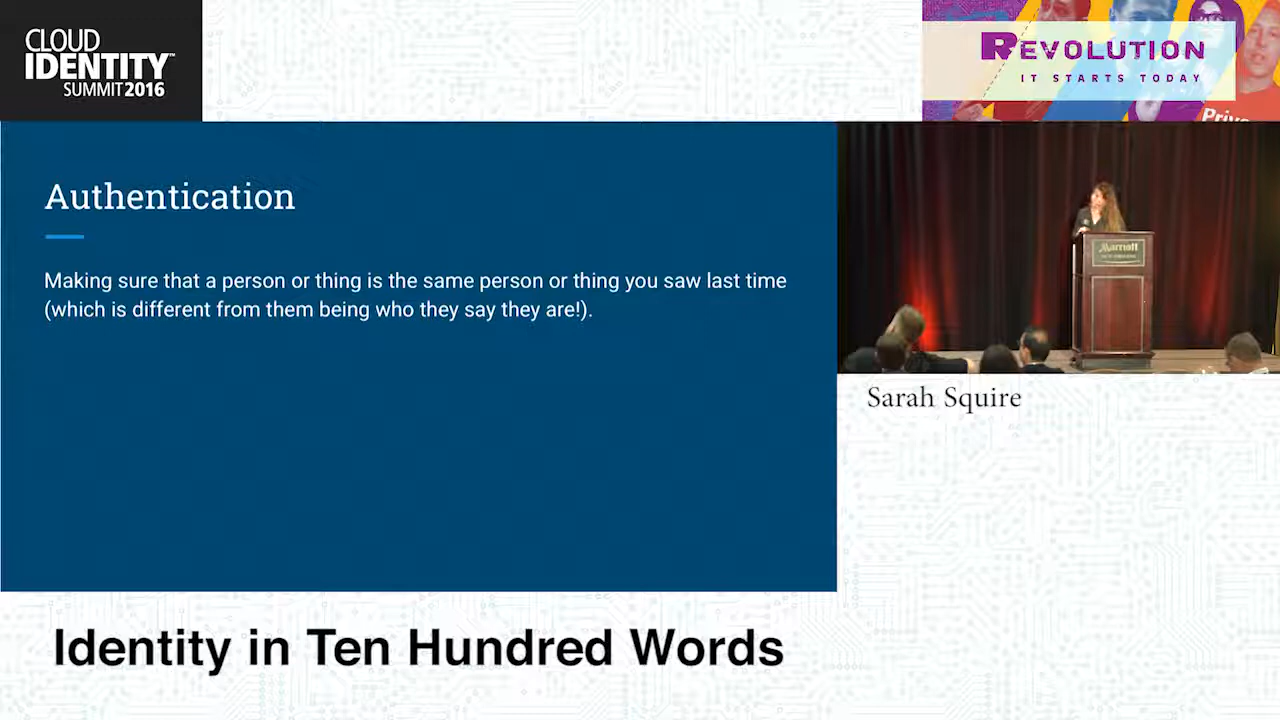 CLOUD
IDENTITY™
SUMMIT 2016
REVOLUTION
IT STARTS TODAY
Authentication
Making sure that a person or thing is the same person or thing you saw last time
(which is different from them being who they say they are!).
Marriott
Sarah Squire
Identity in Ten Hundred Words